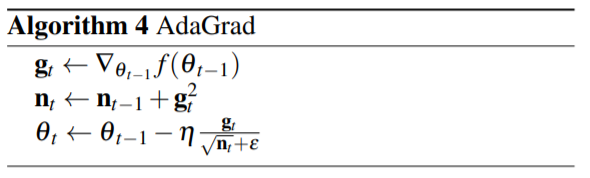 Algorithm 4 AdaGrad
g_t ← ∇_{θ_{t−1}} f(θ_{t−1})
n_t ← n_{t−1} + g_t^2
θ_t ← θ_{t−1} − η g_t / (√n_t + ε)